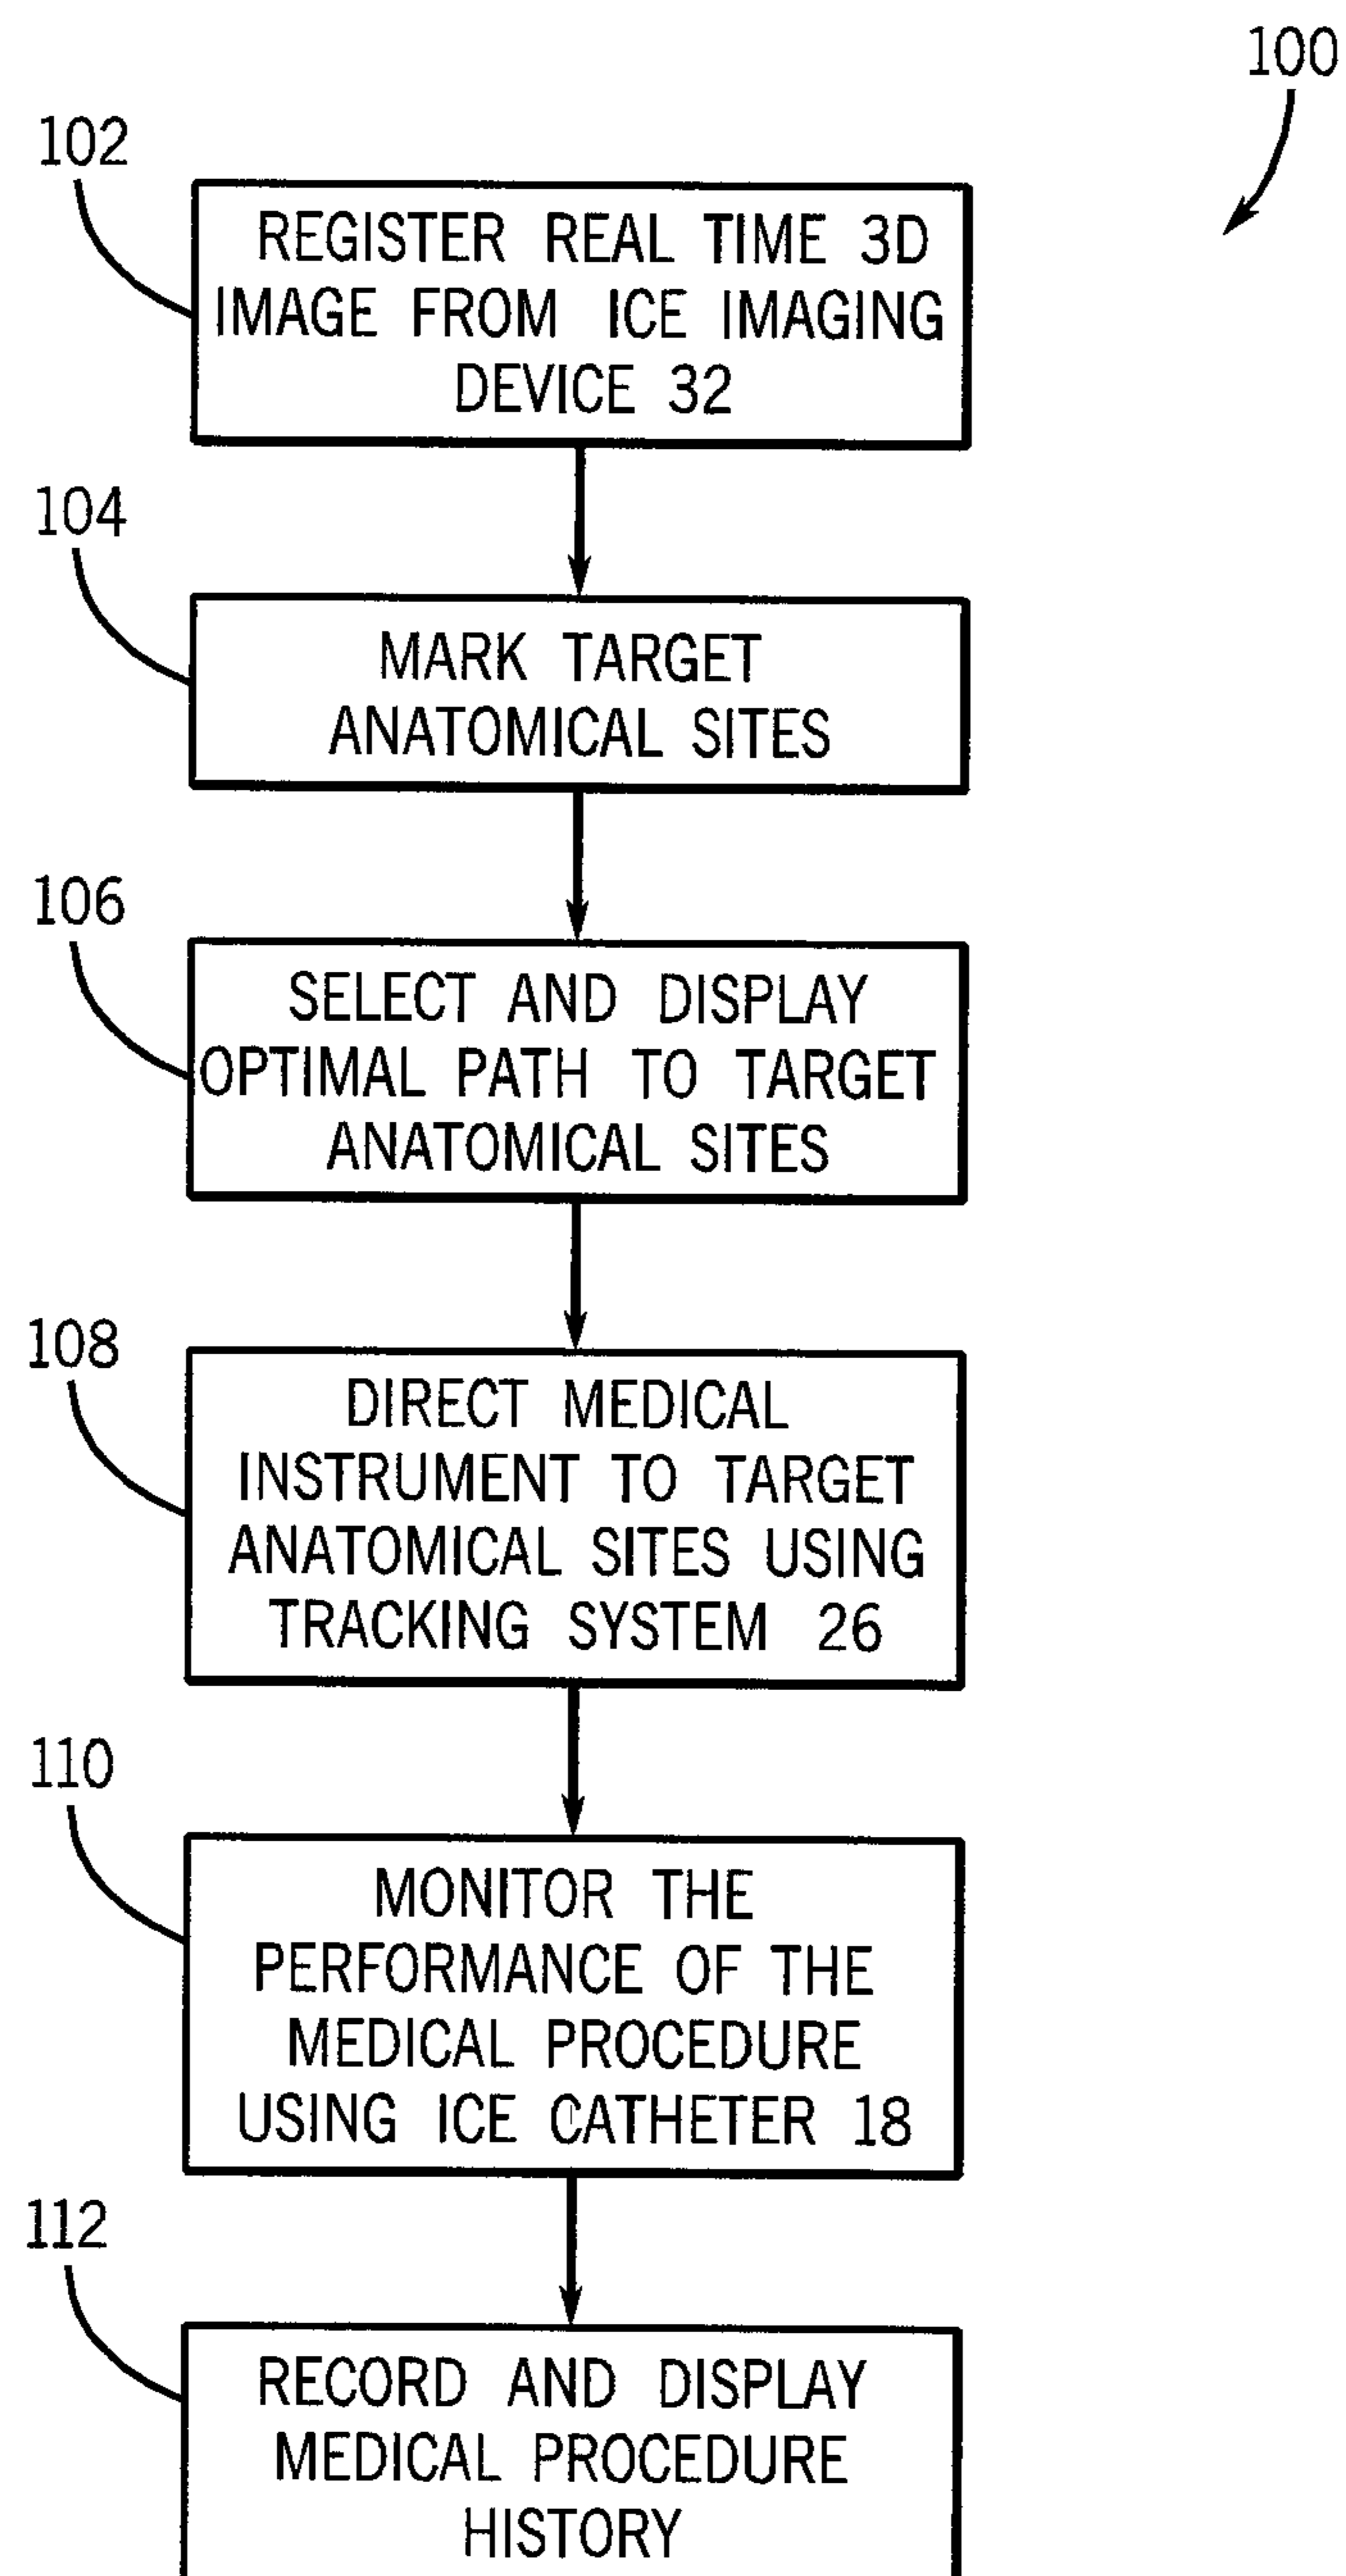 100
102
REGISTER REAL TIME 3D
IMAGE FROM ICE IMAGING
DEVICE 32
104
MARK TARGET
ANATOMICAL SITES
106
SELECT AND DISPLAY
OPTIMAL PATH TO TARGET
ANATOMICAL SITES
108
DIRECT MEDICAL
INSTRUMENT TO TARGET
ANATOMICAL SITES USING
TRACKING SYSTEM 26
110
MONITOR THE
PERFORMANCE OF THE
MEDICAL PROCEDURE
USING ICE CATHETER 18
112
RECORD AND DISPLAY
MEDICAL PROCEDURE
HISTORY